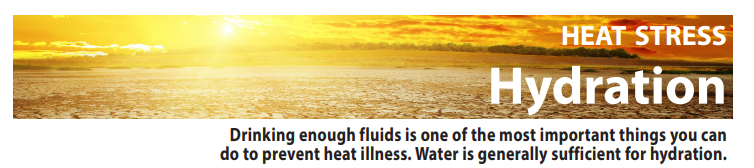 HEAT STRESS
Hydration
Drinking enough fluids is one of the most important things you can
do to prevent heat illness. Water is generally sufficient for hydration.